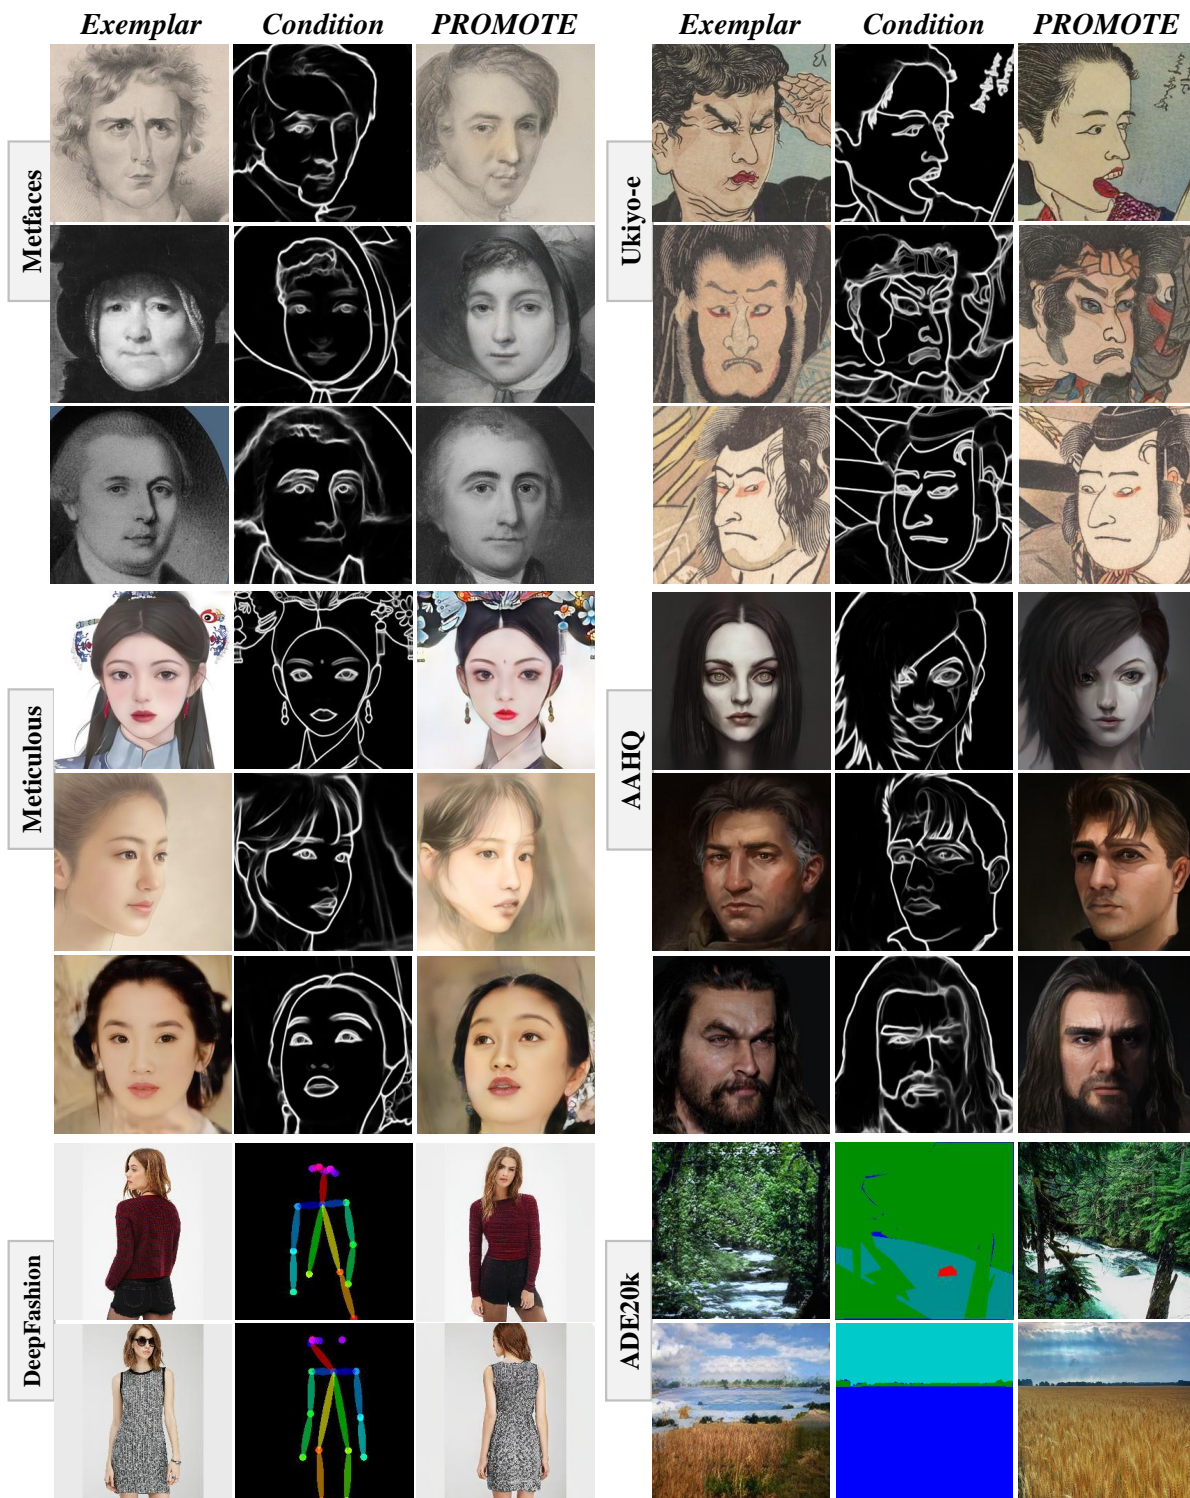 Exemplar Condition PROMOTE Exemplar Condition PROMOTE
Metfaces
Ukiyo-e
Meticulous
AAHQ
DeepFashion
ADE20k